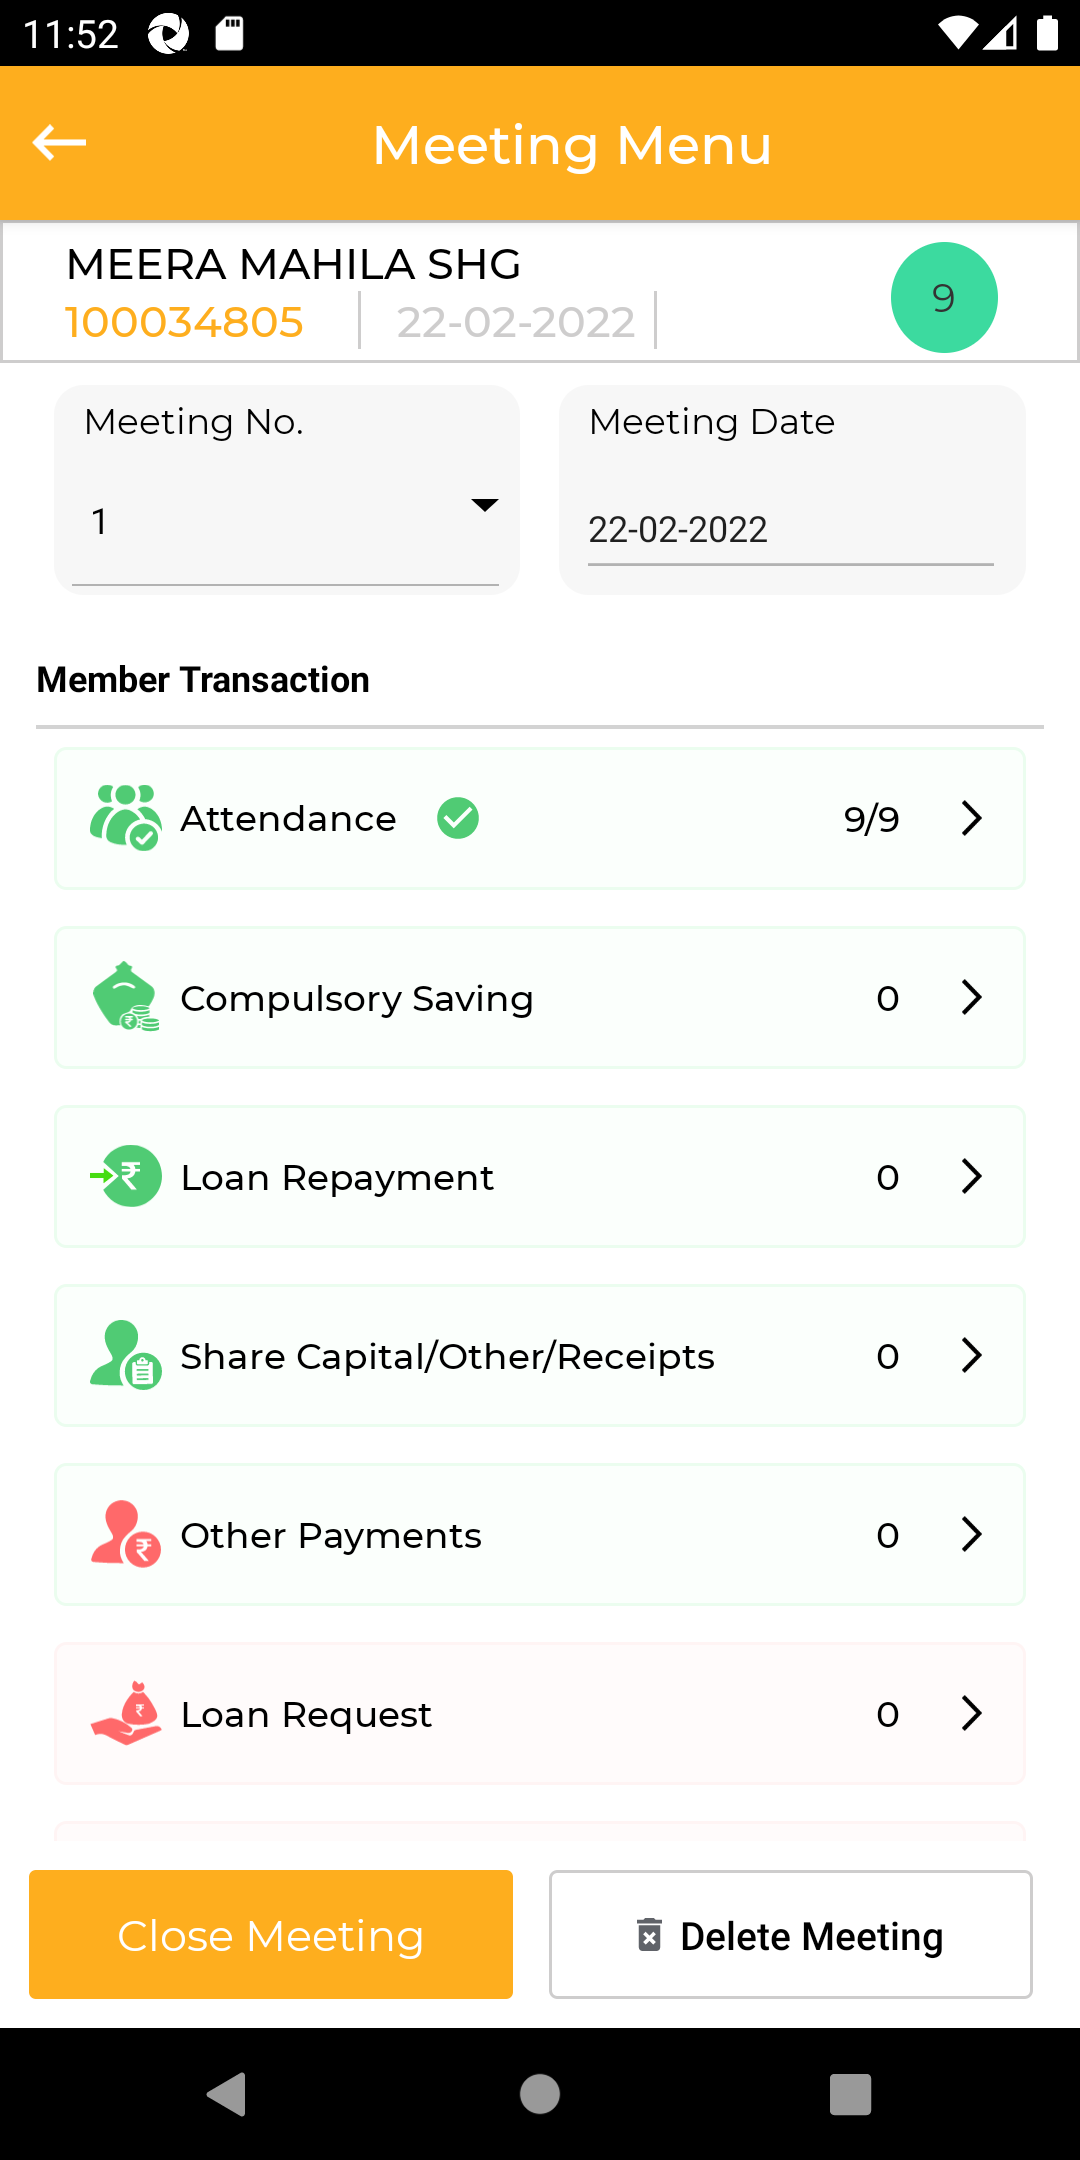 11:52
Meeting Menu
MEERA MAHILA SHG
100034805 22-02-2022
9
Meeting No.
Meeting Date
1
22-02-2022
Member Transaction
Attendance 9/9
Compulsory Saving 0
Loan Repayment 0
Share Capital/Other/Receipts 0
Other Payments 0
Loan Request 0
Close Meeting
Delete Meeting